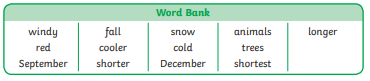 Word Bank
windy fall snow animals longer
red cooler cold trees
September shorter December shortest